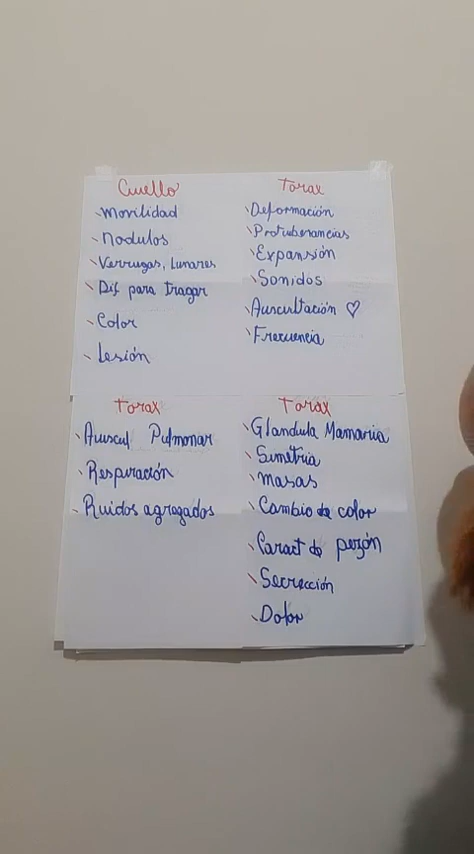 Cuello
Movilidad
Nodulos
Verrugas, Lunares
Dif para tragar
Color
Lesión
Torax
Deformación
Protuberancias
Expansión
Sonidos
Auscultación ♡
Frecuencia
Torax
Auscul Pulmonar
Respiración
Ruidos agregados
Torax
Glandula Mamaria
Simetria
Masas
Cambio de color
Caract de pezón
Secrección
Dolor